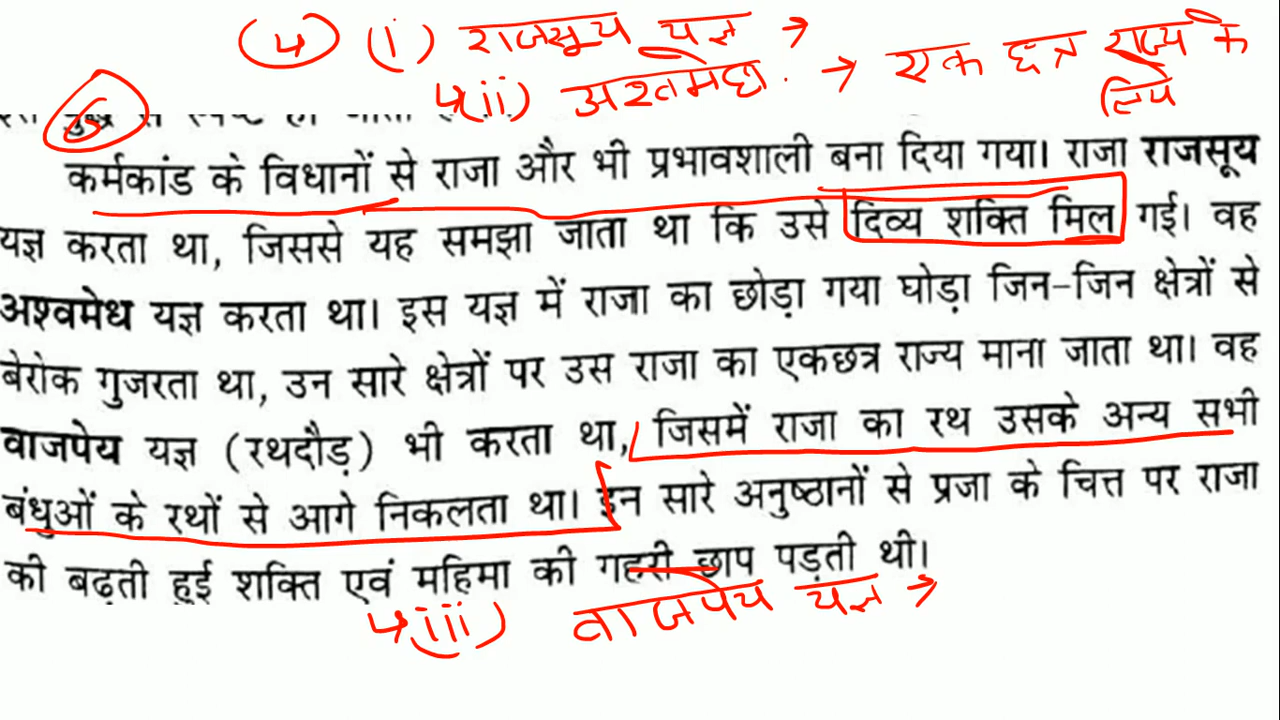 (4) (i) राजसूय यज्ञ →
(ii) अश्वमेध → एक छत्र राज्य के लिये
6
कर्मकांड के विधानों से राजा और भी प्रभावशाली बना दिया गया। राजा राजसूय
यज्ञ करता था, जिससे यह समझा जाता था कि उसे दिव्य शक्ति मिल गई। वह
अश्वमेध यज्ञ करता था। इस यज्ञ में राजा का छोड़ा गया घोड़ा जिन-जिन क्षेत्रों से
बेरोक गुजरता था, उन सारे क्षेत्रों पर उस राजा का एकछत्र राज्य माना जाता था। वह
वाजपेय यज्ञ (रथदौड़) भी करता था, जिसमें राजा का रथ उसके अन्य सभी
बंधुओं के रथों से आगे निकलता था। इन सारे अनुष्ठानों से प्रजा के चित्त पर राजा
की बढ़ती हुई शक्ति एवं महिमा की गहरी छाप पड़ती थी।
(iii) वाजपेय यज्ञ →